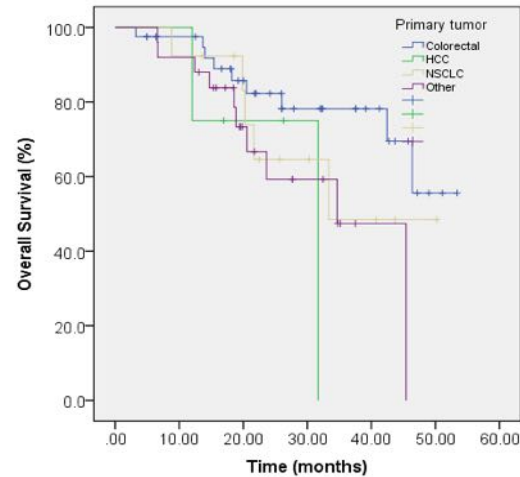 Primary tumor
Colorectal
HCC
NSCLC
Other
100.0
80.0
60.0
40.0
20.0
0.0
Overall Survival (%)
.00 10.00 20.00 30.00 40.00 50.00 60.00
Time (months)